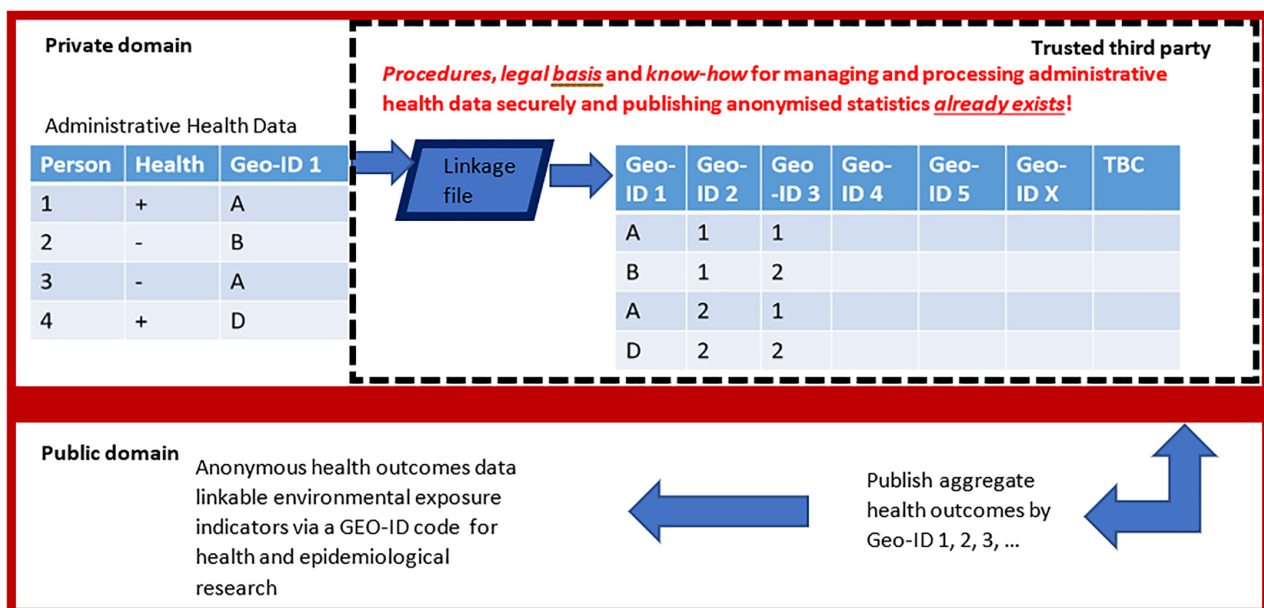 Private domain
Trusted third party
Procedures, legal basis and know-how for managing and processing administrative
health data securely and publishing anonymised statistics already exists!
Administrative Health Data
Person Health Geo-ID 1
1 + A
2 - B
3 - A
4 + D
Linkage
file
Geo- Geo- Geo Geo- Geo- Geo- TBC
ID 1 ID 2 -ID 3 ID 4 ID 5 ID X
A 1 1
B 1 2
A 2 1
D 2 2
Public domain
Anonymous health outcomes data
linkable environmental exposure
indicators via a GEO-ID code for
health and epidemiological
research
Publish aggregate
health outcomes by
Geo-ID 1, 2, 3, ...